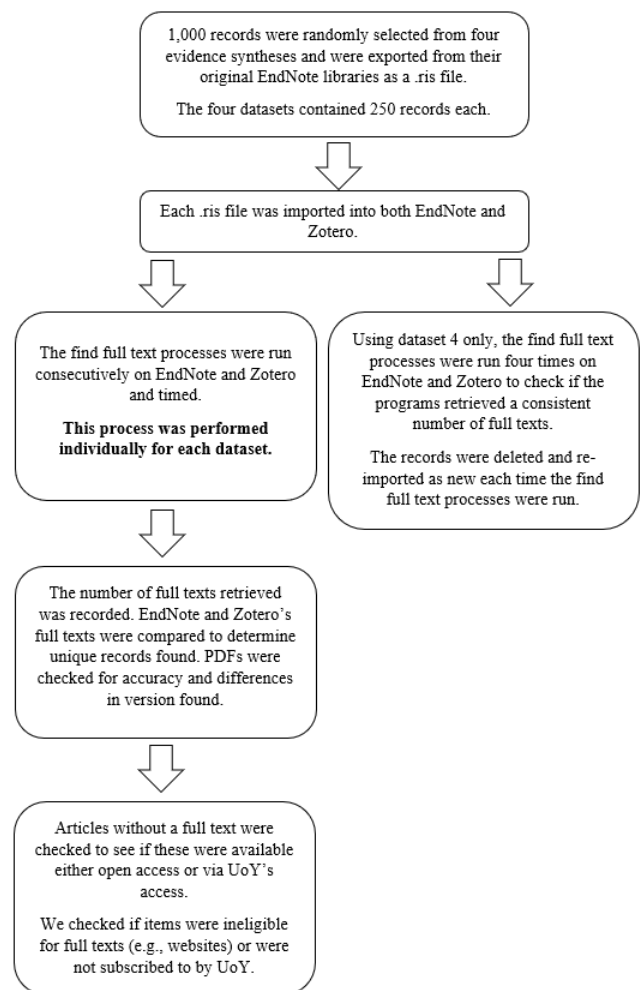 1,000 records were randomly selected from four
evidence syntheses and were exported from their
original EndNote libraries as a .ris file.
The four datasets contained 250 records each.
Each .ris file was imported into both EndNote and
Zotero.
The find full text processes were run
consecutively on EndNote and Zotero
and timed.
This process was performed
individually for each dataset.
Using dataset 4 only, the find full text
processes were run four times on
EndNote and Zotero to check if the
programs retrieved a consistent
number of full texts.
The records were deleted and re-
imported as new each time the find
full text processes were run.
The number of full texts retrieved
was recorded. EndNote and Zotero’s
full texts were compared to determine
unique records found. PDFs were
checked for accuracy and differences
in version found.
Articles without a full text were
checked to see if these were available
either open access or via UoY’s
access.
We checked if items were ineligible
for full texts (e.g., websites) or were
not subscribed to by UoY.